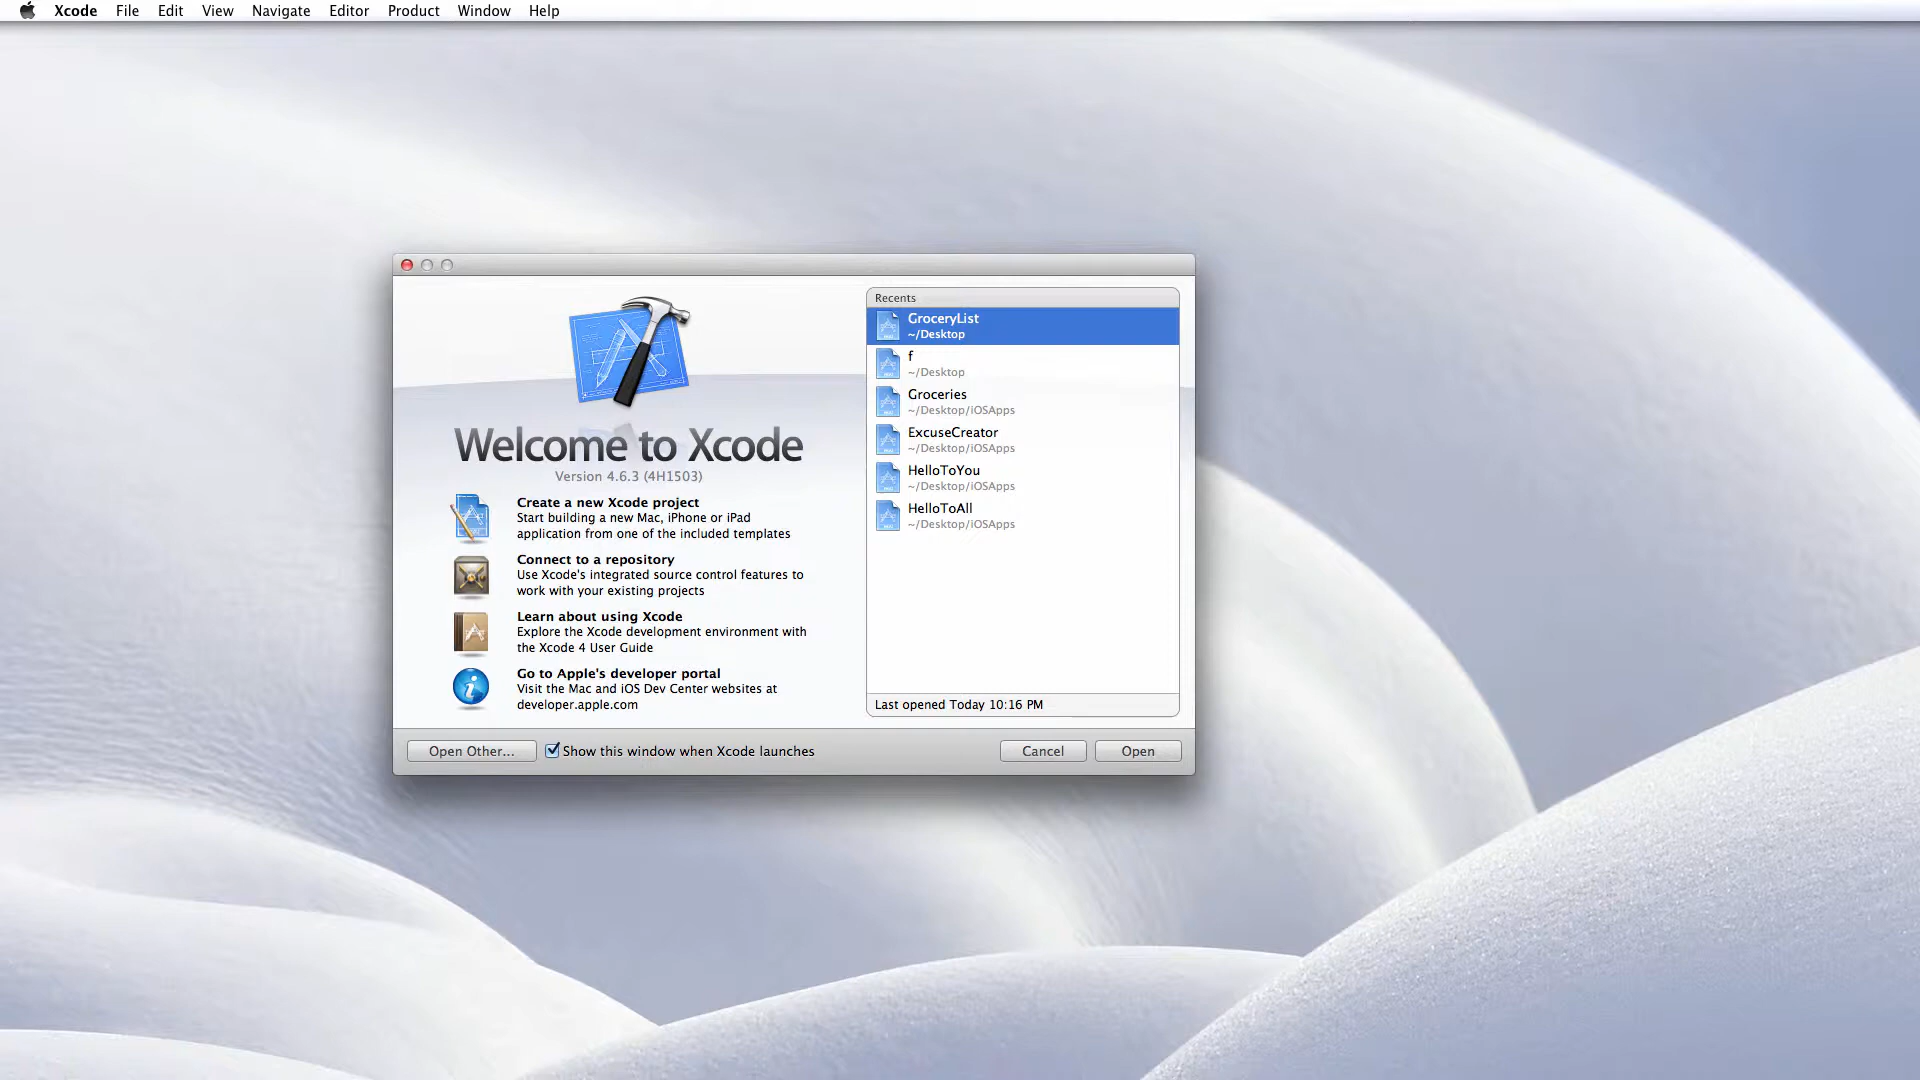 Xcode File Edit View Navigate Editor Product Window Help
Welcome to Xcode
Version 4.6.3 (4H1503)
Create a new Xcode project
Start building a new Mac, iPhone or iPad
application from one of the included templates
Connect to a repository
Use Xcode's integrated source control features to
work with your existing projects
Learn about using Xcode
Explore the Xcode development environment with
the Xcode 4 User Guide
Go to Apple's developer portal
Visit the Mac and iOS Dev Center websites at
developer.apple.com
Recents
GroceryList
~/Desktop
f
~/Desktop
Groceries
~/Desktop/iOSApps
ExcuseCreator
~/Desktop/iOSApps
HelloToYou
~/Desktop/iOSApps
HelloToAll
~/Desktop/iOSApps
Last opened Today 10:16 PM
Open Other... Show this window when Xcode launches Cancel Open